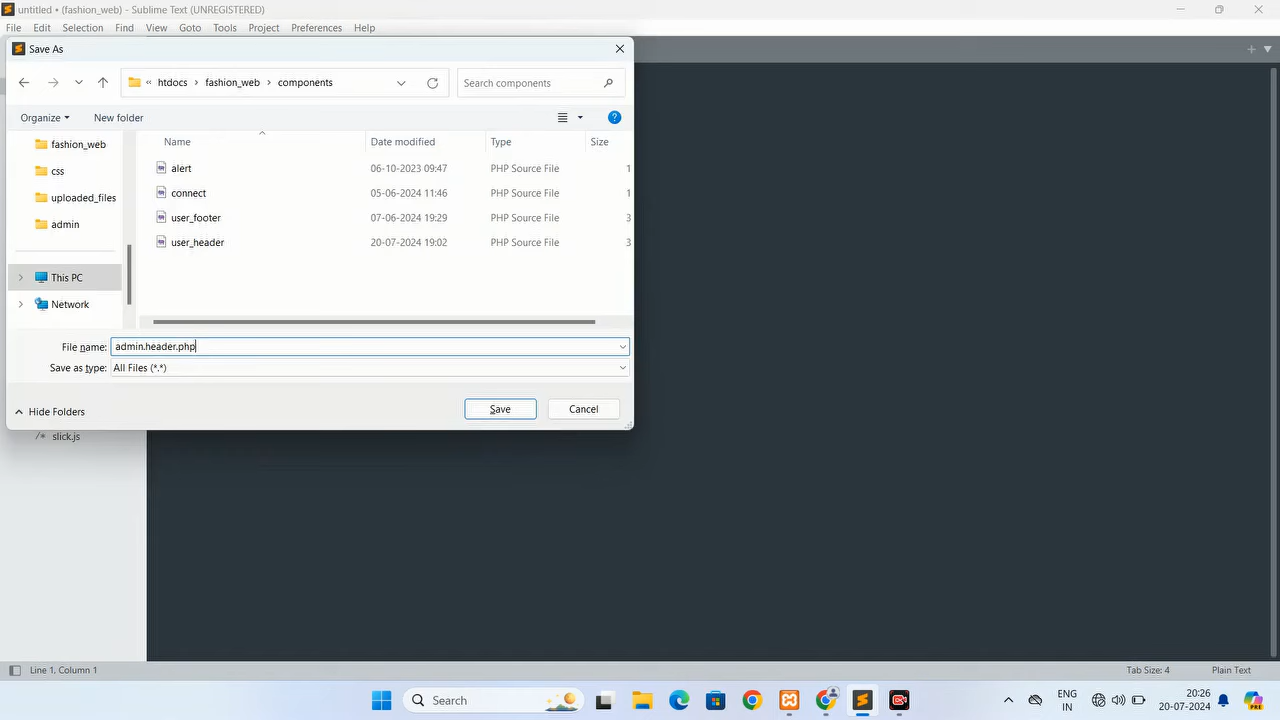 untitled • (fashion_web) - Sublime Text (UNREGISTERED)
File Edit Selection Find View Goto Tools Project Preferences Help
Save As
htdocs fashion_web components
Search components
Organize New folder
Name Date modified Type Size
fashion_web
css
uploaded_files
admin
This PC
Network
alert 06-10-2023 09:47 PHP Source File 1
connect 05-06-2024 11:46 PHP Source File 1
user_footer 07-06-2024 19:29 PHP Source File 3
user_header 20-07-2024 19:02 PHP Source File 3
File name: admin.header.php
Save as type: All Files (*.*)
Hide Folders Save Cancel
/* slick.js
Line 1, Column 1 Tab Size: 4 Plain Text
Search
ENG
IN
20:26
20-07-2024
PRE